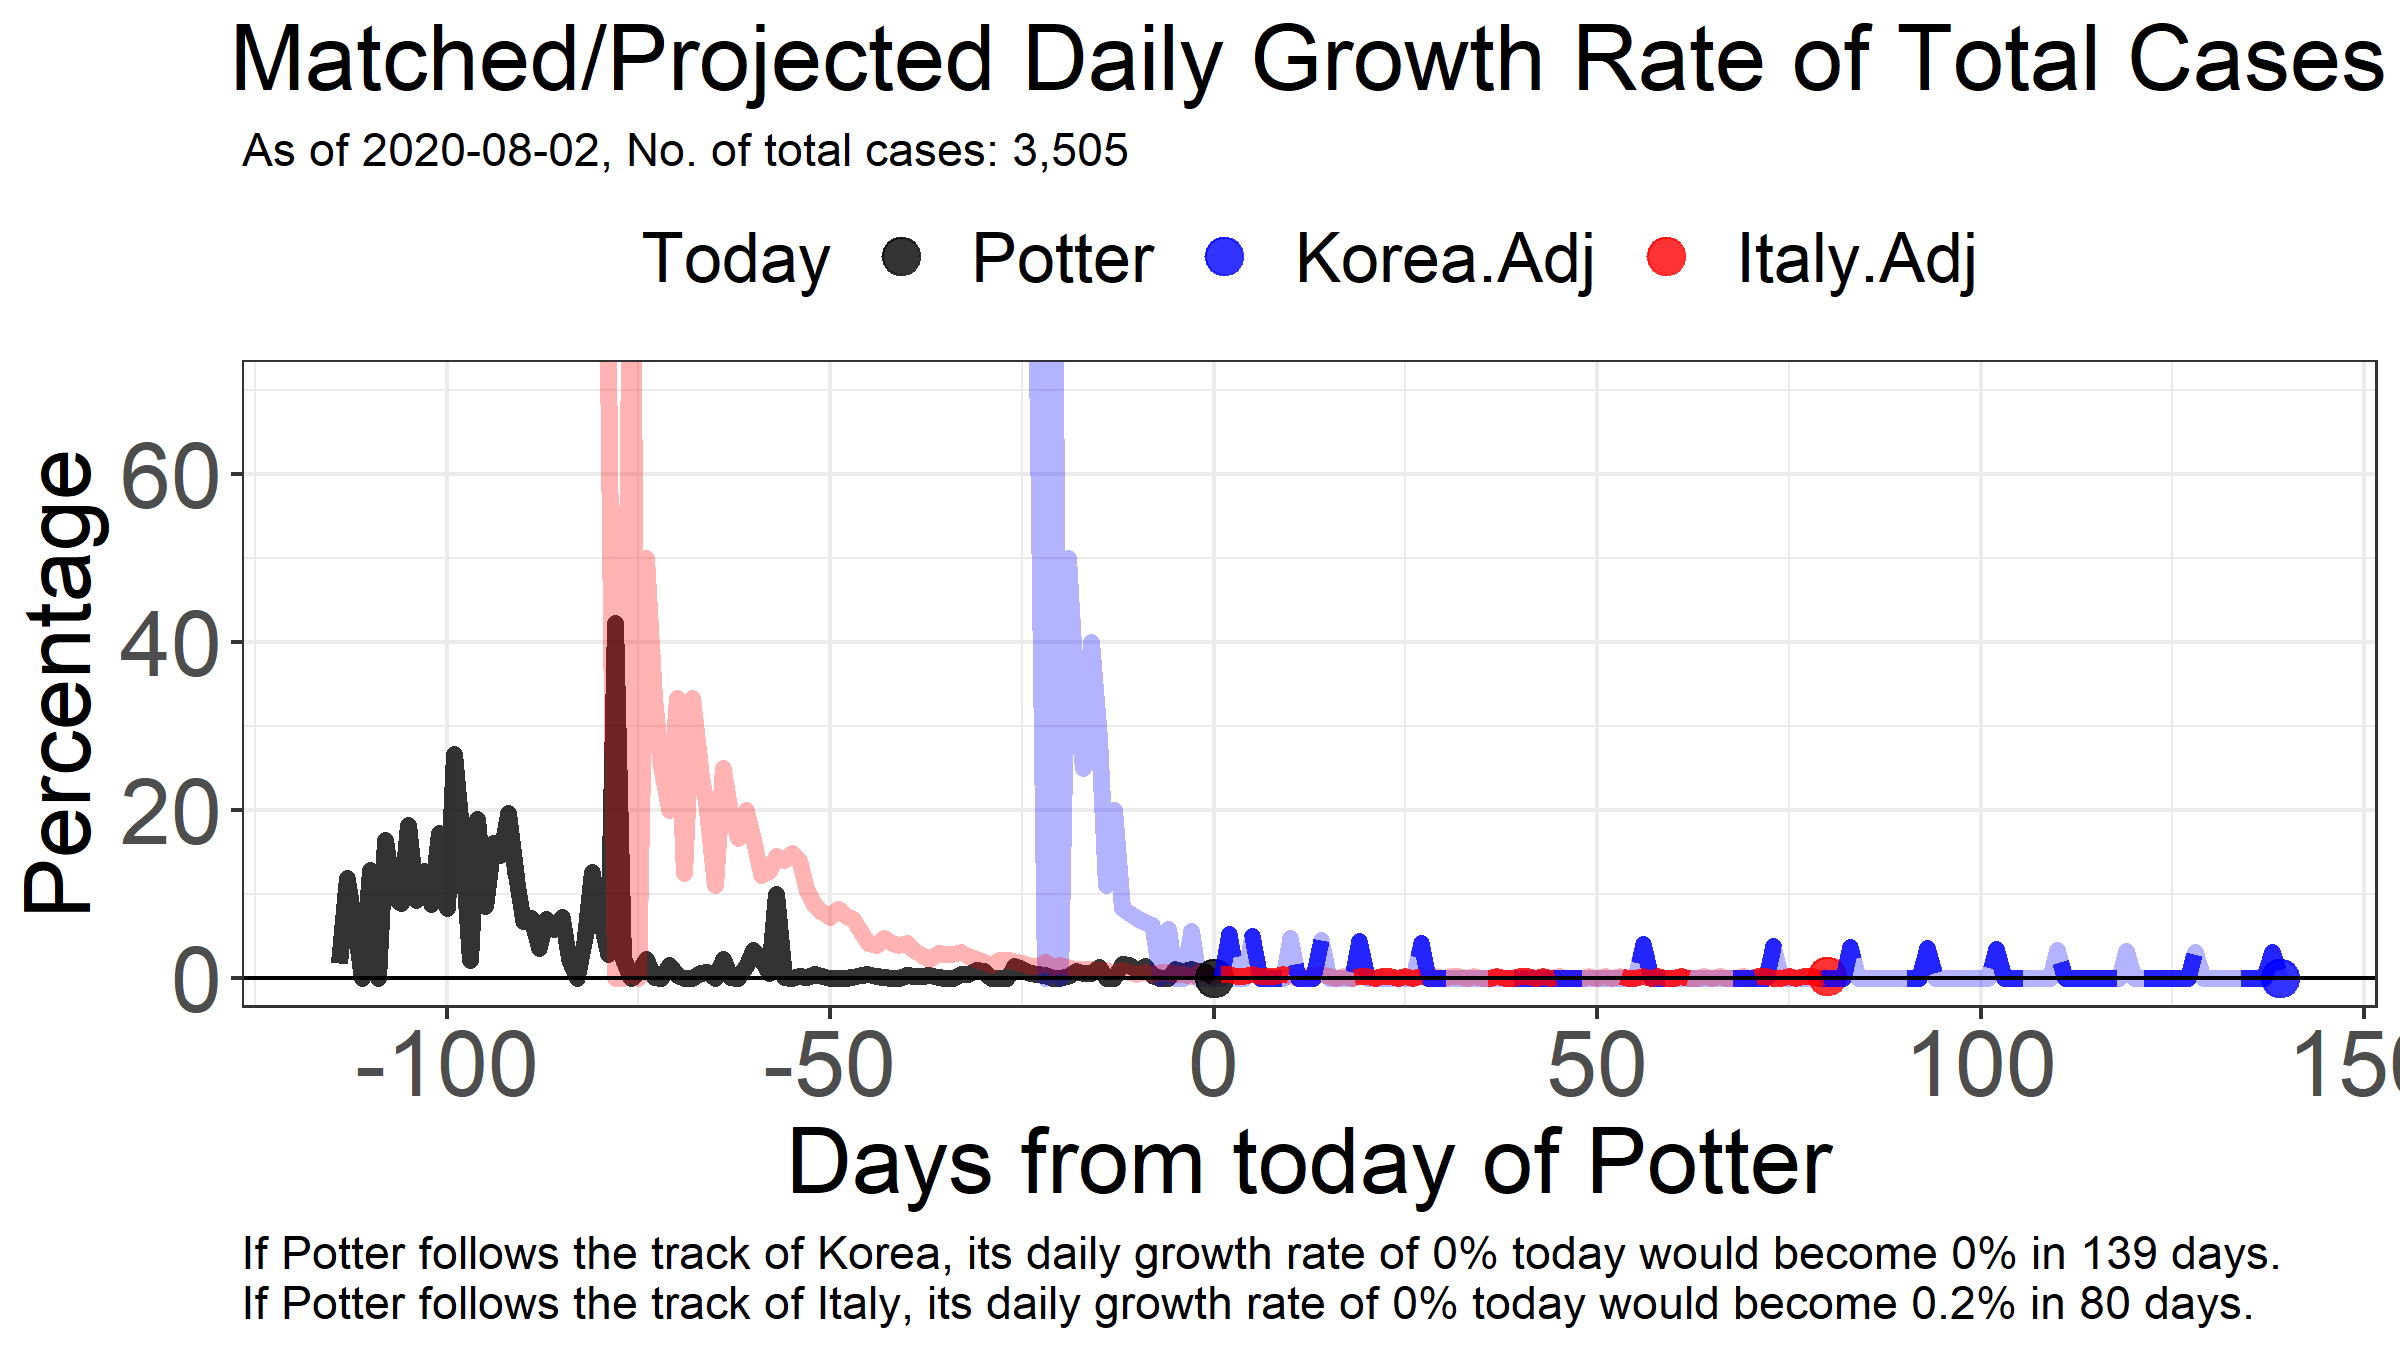 Matched/Projected Daily Growth Rate of Total Cases
As of 2020-08-02, No. of total cases: 3,505
Today Potter Korea.Adj Italy.Adj
Percentage
60
40
20
0
-100 -50 0 50 100 150
Days from today of Potter
If Potter follows the track of Korea, its daily growth rate of 0% today would become 0% in 139 days.
If Potter follows the track of Italy, its daily growth rate of 0% today would become 0.2% in 80 days.